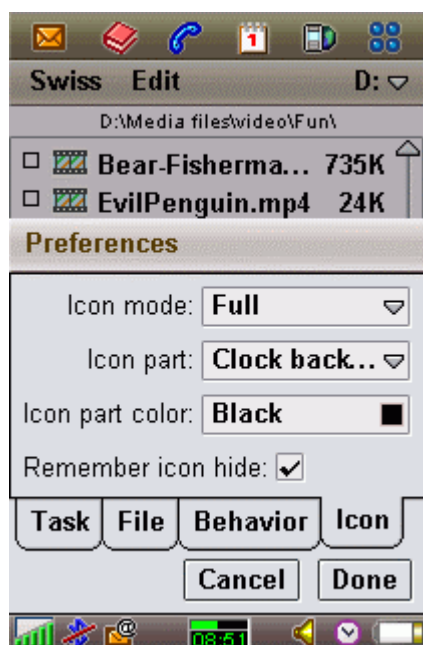 1
Swiss Edit D:
D:\Media files\video\Fun\
Bear-Fisherma... 735K
EvilPenguin.mp4 24K
Preferences
Icon mode: Full
Icon part: Clock back...
Icon part color: Black
Remember icon hide:
Task File Behavior Icon
Cancel Done
@ 08:51